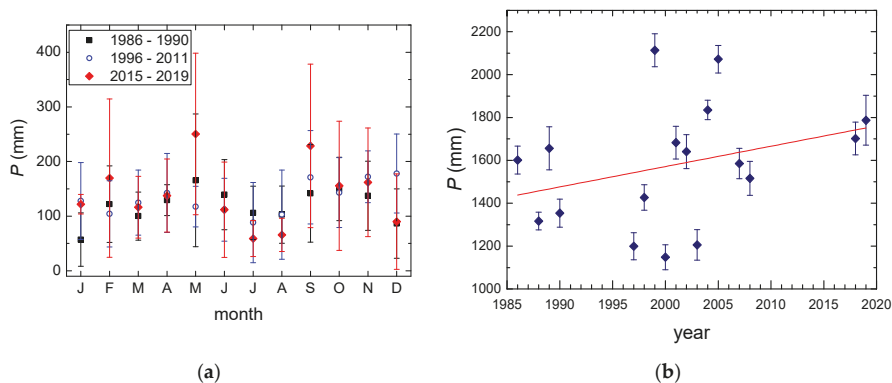 1986 - 1990
1996 - 2011
2015 - 2019
400
300
200
100
0
P (mm)
J F M A M J J A S O N D
month
(a)
2200
2000
1800
1600
1400
1200
1000
P (mm)
1985 1990 1995 2000 2005 2010 2015 2020
year
(b)